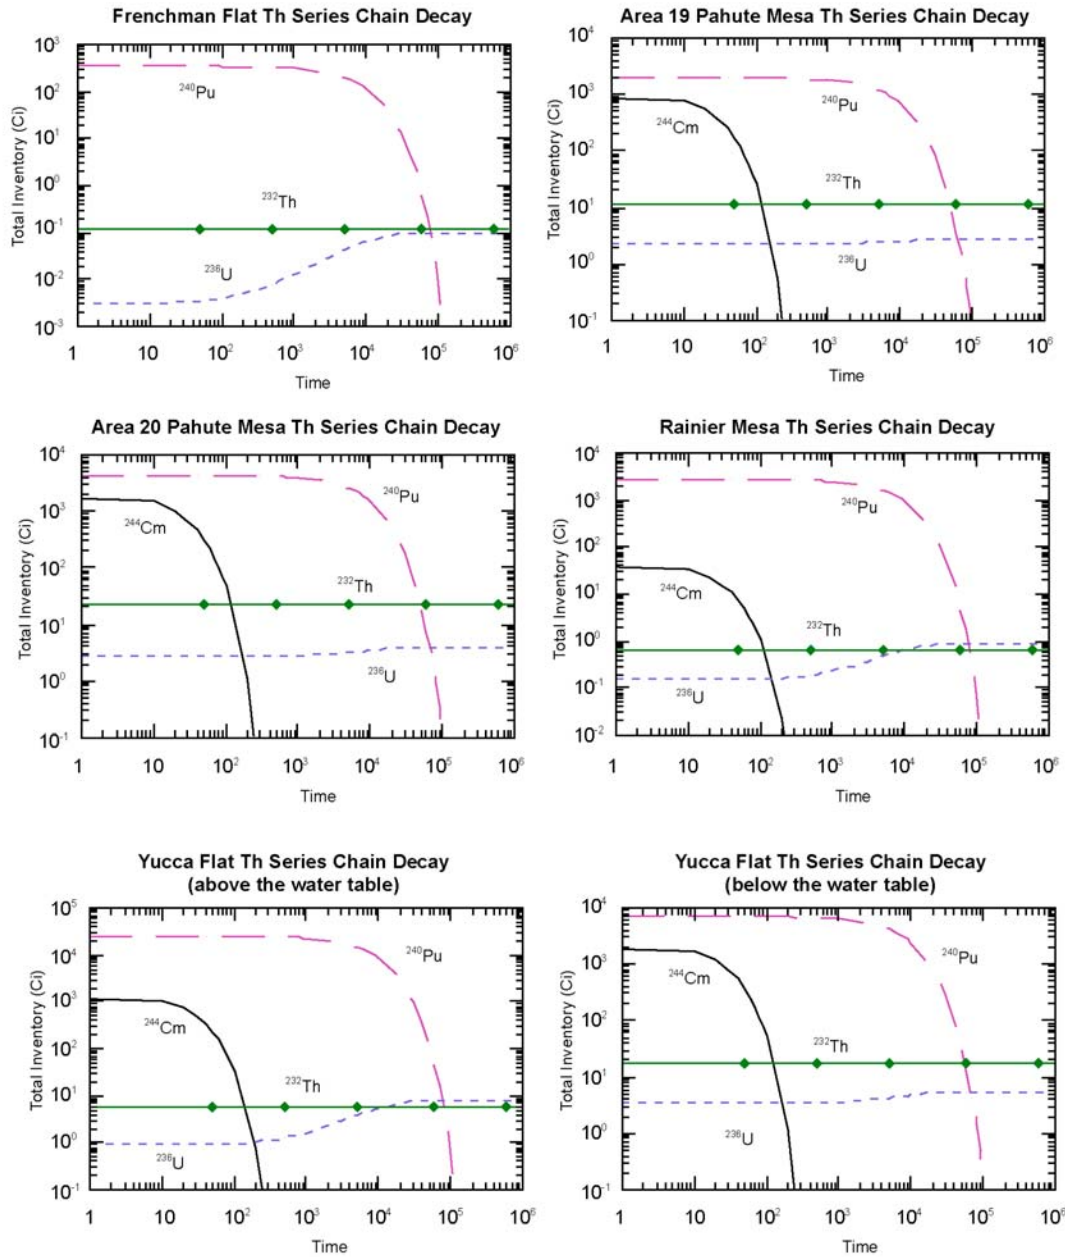 Frenchman Flat Th Series Chain Decay
Total Inventory (Ci)
10³
10²
10¹
10⁰
10⁻¹
10⁻²
10⁻³
²⁴⁰Pu
²³²Th
²³⁶U
1 10 10² 10³ 10⁴ 10⁵ 10⁶
Time
Area 19 Pahute Mesa Th Series Chain Decay
Total Inventory (Ci)
10⁴
10³
10²
10¹
10⁰
10⁻¹
²⁴⁰Pu
²⁴⁴Cm
²³²Th
²³⁶U
1 10 10² 10³ 10⁴ 10⁵ 10⁶
Time
Area 20 Pahute Mesa Th Series Chain Decay
Total Inventory (Ci)
10⁴
10³
10²
10¹
10⁰
10⁻¹
²⁴⁰Pu
²⁴⁴Cm
²³²Th
²³⁶U
1 10 10² 10³ 10⁴ 10⁵ 10⁶
Time
Rainier Mesa Th Series Chain Decay
Total Inventory (Ci)
10⁴
10³
10²
10¹
10⁰
10⁻¹
10⁻²
²⁴⁰Pu
²⁴⁴Cm
²³²Th
²³⁶U
1 10 10² 10³ 10⁴ 10⁵ 10⁶
Time
Yucca Flat Th Series Chain Decay
(above the water table)
Total Inventory (Ci)
10⁵
10⁴
10³
10²
10¹
10⁰
10⁻¹
²⁴⁰Pu
²⁴⁴Cm
²³²Th
²³⁶U
1 10 10² 10³ 10⁴ 10⁵ 10⁶
Time
Yucca Flat Th Series Chain Decay
(below the water table)
Total Inventory (Ci)
10⁴
10³
10²
10¹
10⁰
10⁻¹
²⁴⁰Pu
²⁴⁴Cm
²³²Th
²³⁶U
1 10 10² 10³ 10⁴ 10⁵ 10⁶
Time